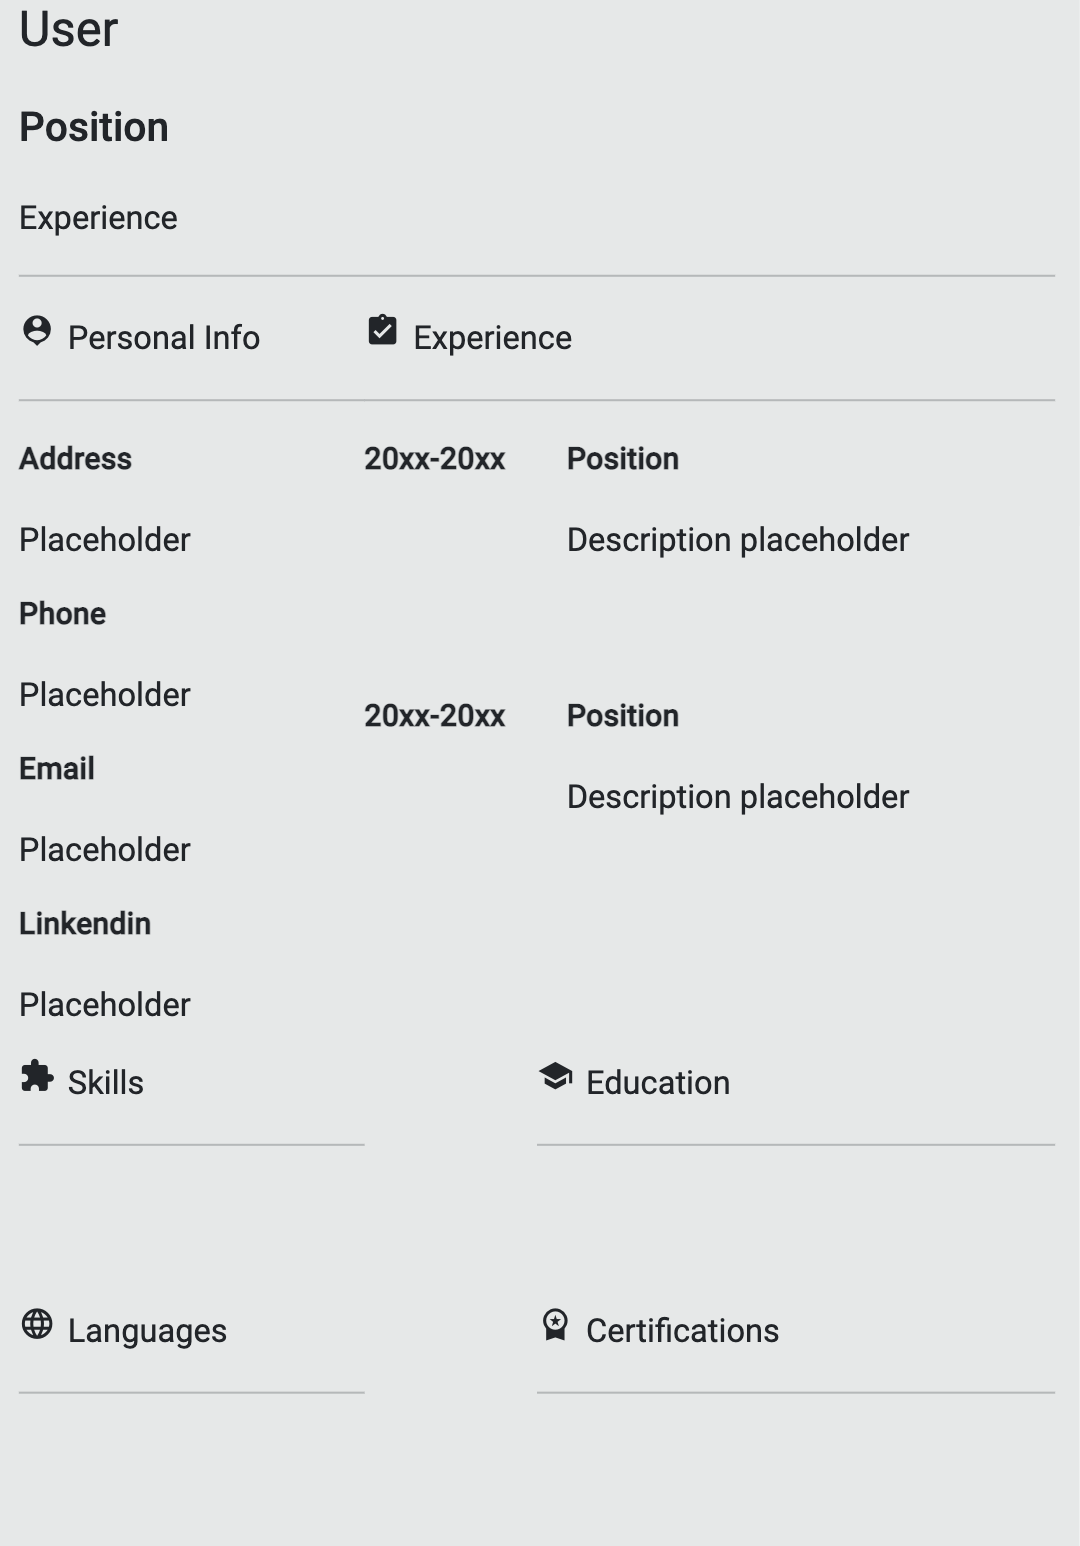 User
Position
Experience
Personal Info
Experience
Address
Placeholder
Phone
Placeholder
Email
Placeholder
Linkendin
Placeholder
20xx-20xx
Position
Description placeholder
20xx-20xx
Position
Description placeholder
Skills
Education
Languages
Certifications